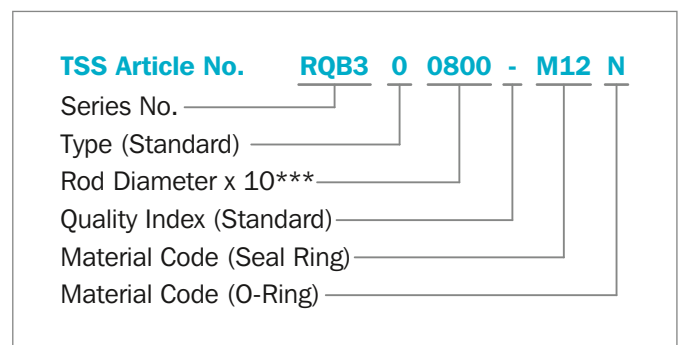 TSS Article No. RQB3 0 0800 - M12 N
Series No.
Type (Standard)
Rod Diameter x 10***
Quality Index (Standard)
Material Code (Seal Ring)
Material Code (O-Ring)